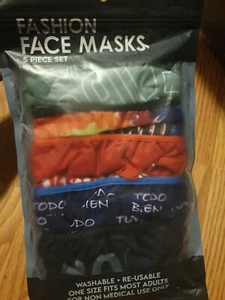 FASHION
FACE MASKS
5 PIECE SET
TODO
BIEN
TODO
BIEN
WASHABLE • RE-USABLE
ONE SIZE FITS MOST ADULTS
FOR NON MEDICAL USE ONLY